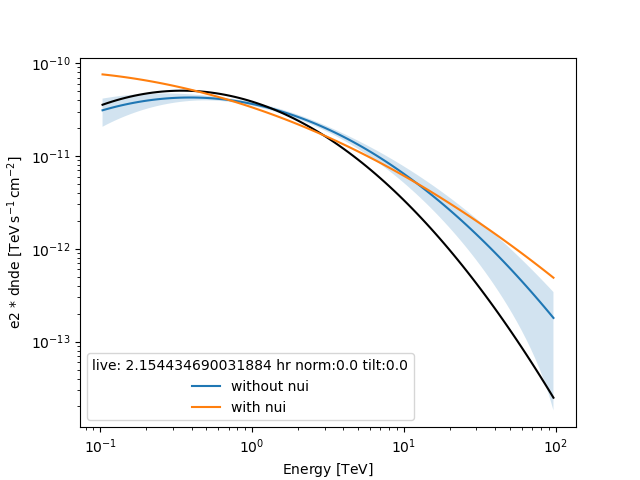 10⁻¹⁰
10⁻¹¹
10⁻¹²
10⁻¹³
e2 * dnde [TeV s⁻¹ cm⁻²]
live: 2.154434690031884 hr norm:0.0 tilt:0.0
without nui
with nui
10⁻¹ 10⁰ 10¹ 10²
Energy [TeV]